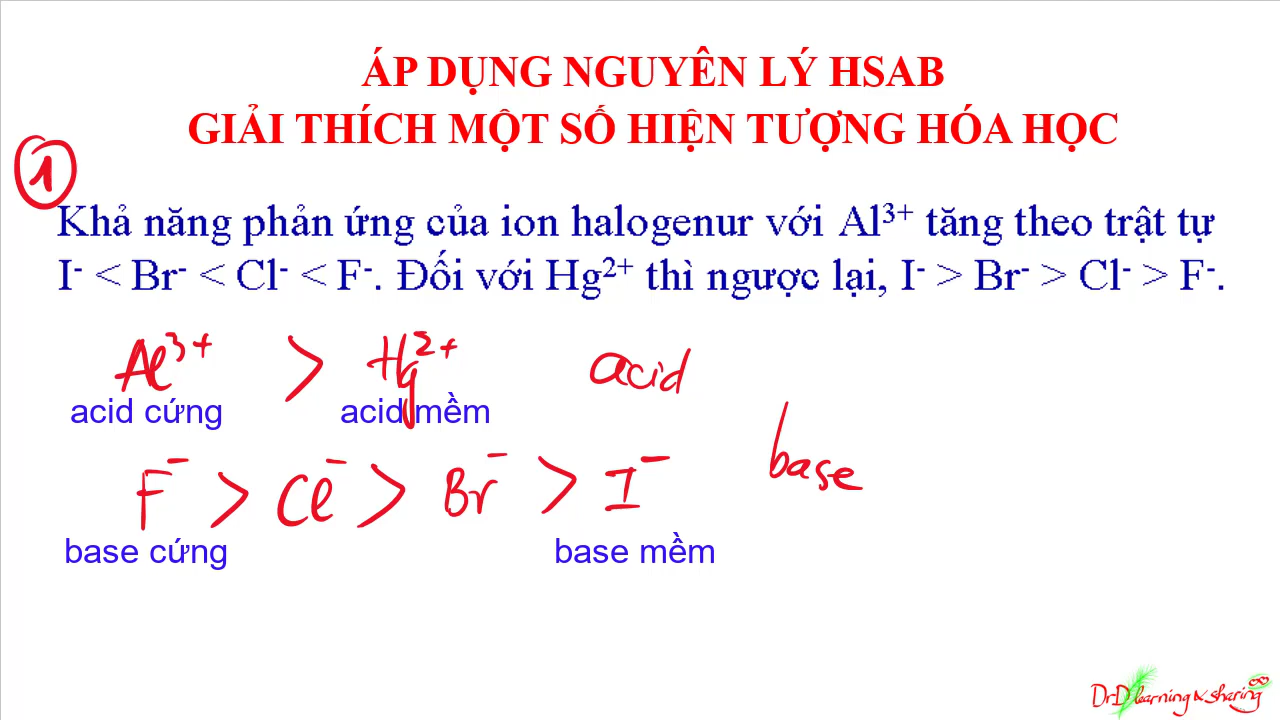 ÁP DỤNG NGUYÊN LÝ HSAB
GIẢI THÍCH MỘT SỐ HIỆN TƯỢNG HÓA HỌC
1
Khả năng phản ứng của ion halogenur với Al³⁺ tăng theo trật tự
I⁻ < Br⁻ < Cl⁻ < F⁻. Đối với Hg²⁺ thì ngược lại, I⁻ > Br⁻ > Cl⁻ > F⁻.
Al³⁺ > Hg²⁺ acid
acid cứng acid mềm
F⁻ > Cl⁻ > Br⁻ > I⁻ base
base cứng base mềm
DrD learning & sharing